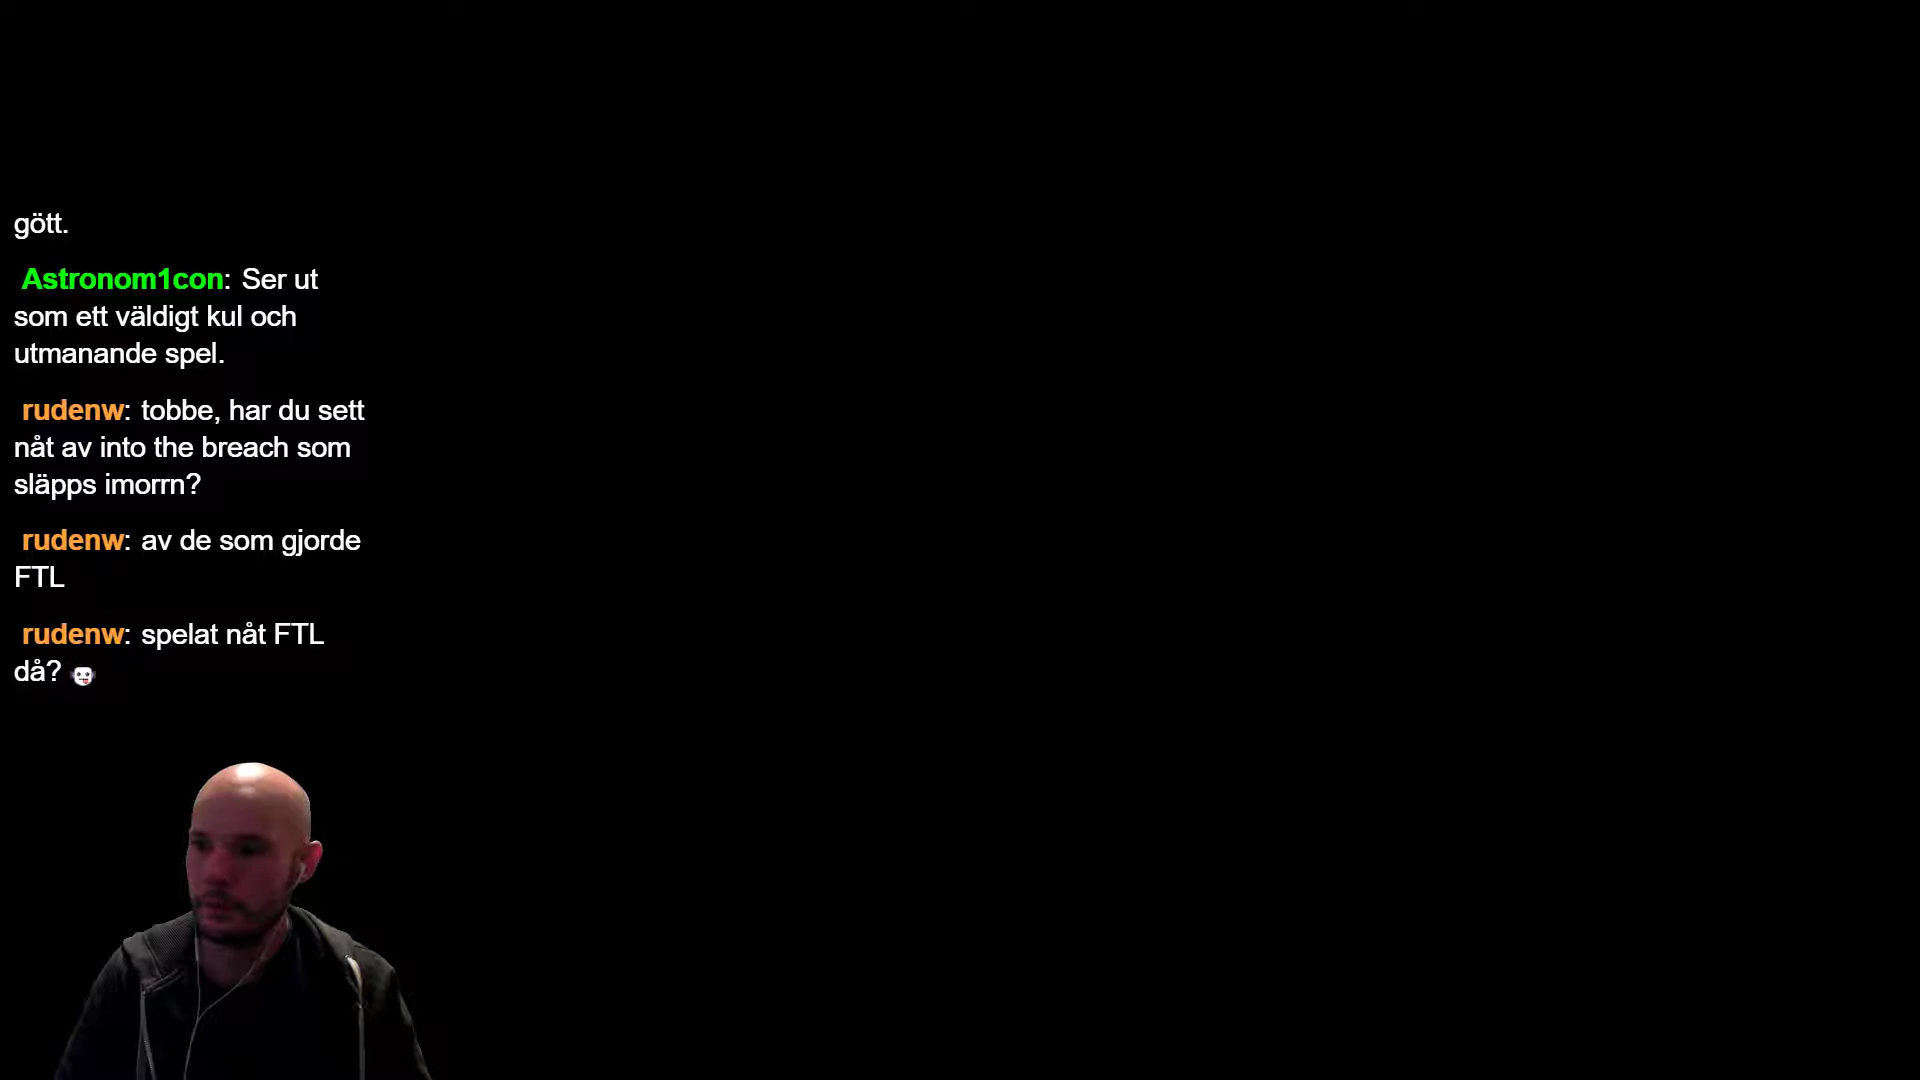 gött.
Astronom1con: Ser ut
som ett väldigt kul och
utmanande spel.
rudenw: tobbe, har du sett
nåt av into the breach som
släpps imorrn?
rudenw: av de som gjorde
FTL
rudenw: spelat nåt FTL
då?